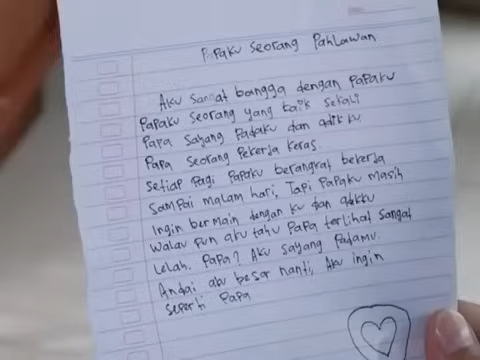 Papaku Seorang Pahlawan
Aku sangat bangga dengan Papaku
Papaku seorang yang baik sekali
Papa sayang Padaku dan adikku
Papa seorang Pekerja keras.
setiap Pagi Papaku berangkat bekerja
sampai malam hari, Tapi Papaku masih
Ingin bermain dengan ku dan adikku
walau pun aku tahu Papa terlihat sangat
Lelah. Papa? Aku sayang Padamu.
Andai aku besar nanti, Aku ingin
seperti Papa